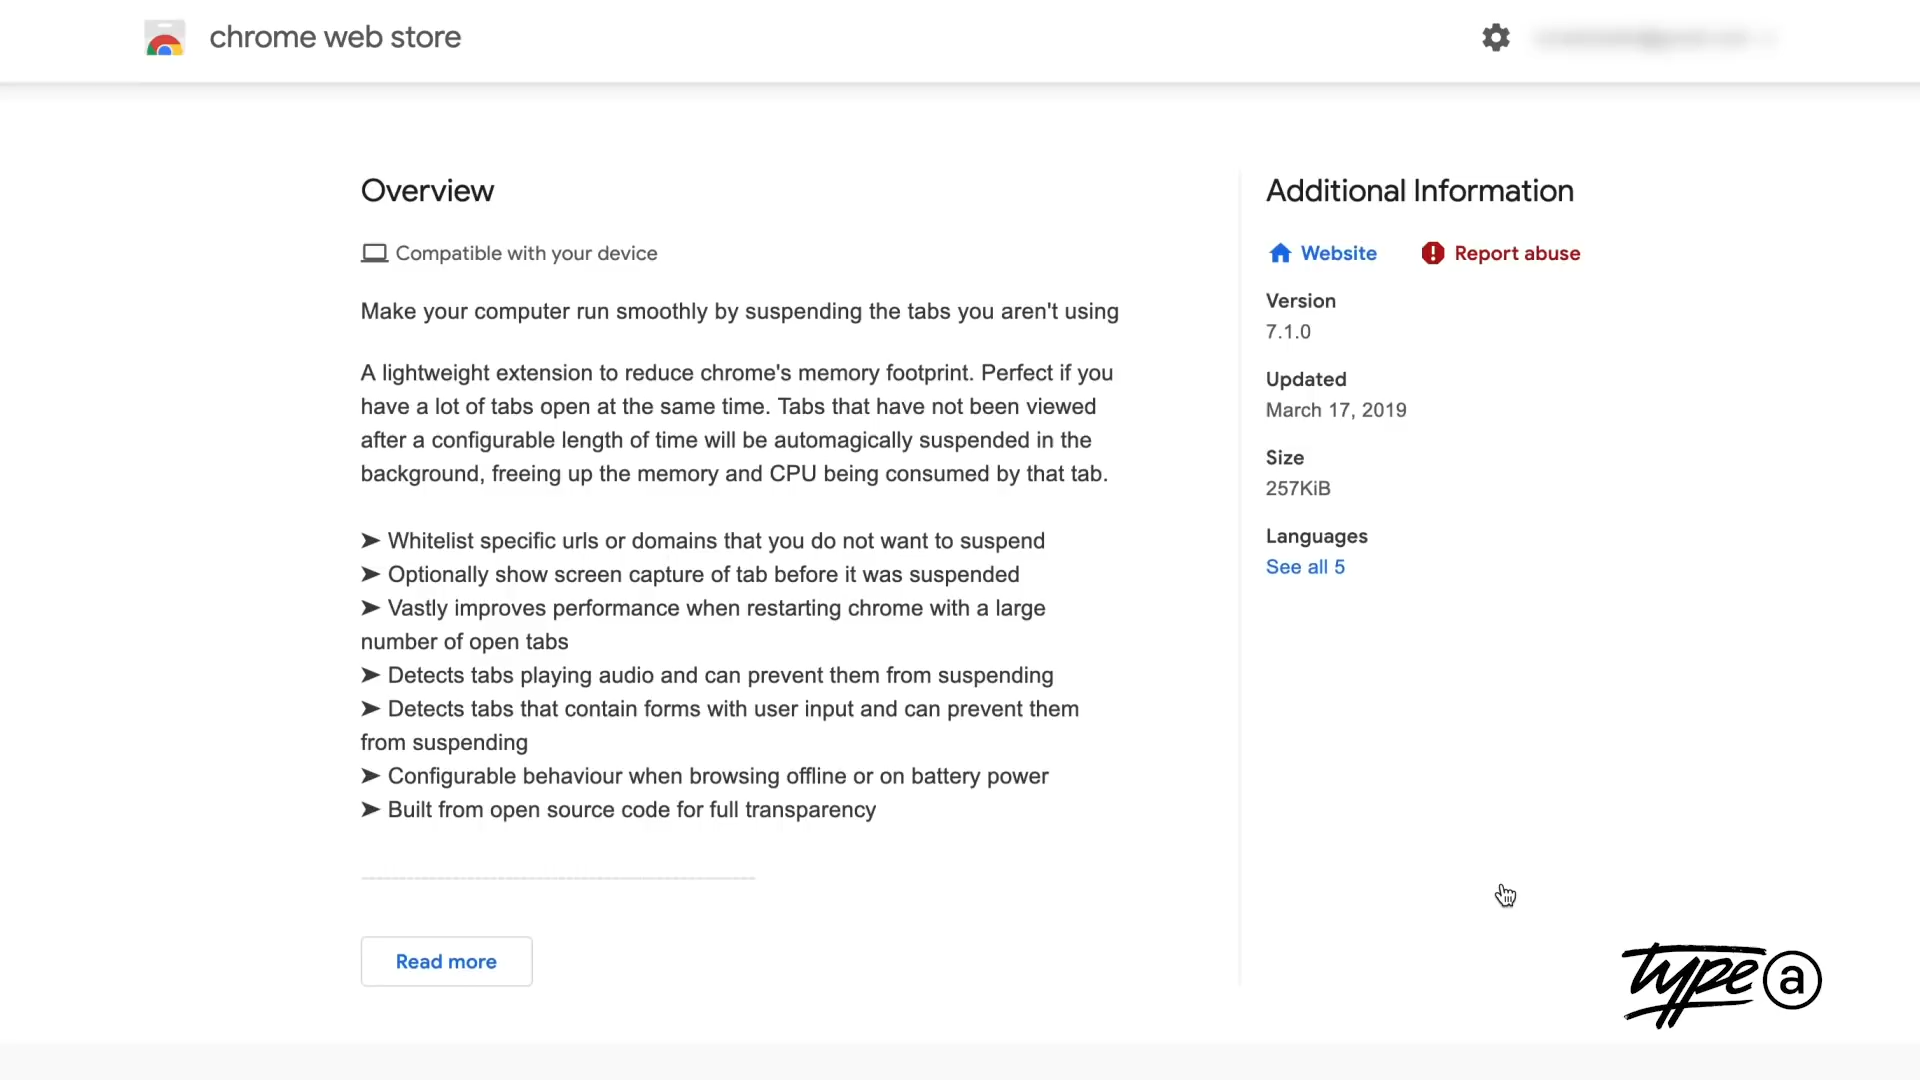 chrome web store
Overview
Additional Information
Compatible with your device
Website
Report abuse
Make your computer run smoothly by suspending the tabs you aren't using
Version
7.1.0
A lightweight extension to reduce chrome's memory footprint. Perfect if you
have a lot of tabs open at the same time. Tabs that have not been viewed
after a configurable length of time will be automagically suspended in the
background, freeing up the memory and CPU being consumed by that tab.
Updated
March 17, 2019
Size
257KiB
➤ Whitelist specific urls or domains that you do not want to suspend
➤ Optionally show screen capture of tab before it was suspended
➤ Vastly improves performance when restarting chrome with a large
number of open tabs
➤ Detects tabs playing audio and can prevent them from suspending
➤ Detects tabs that contain forms with user input and can prevent them
from suspending
➤ Configurable behaviour when browsing offline or on battery power
➤ Built from open source code for full transparency
Languages
See all 5
Read more
type a